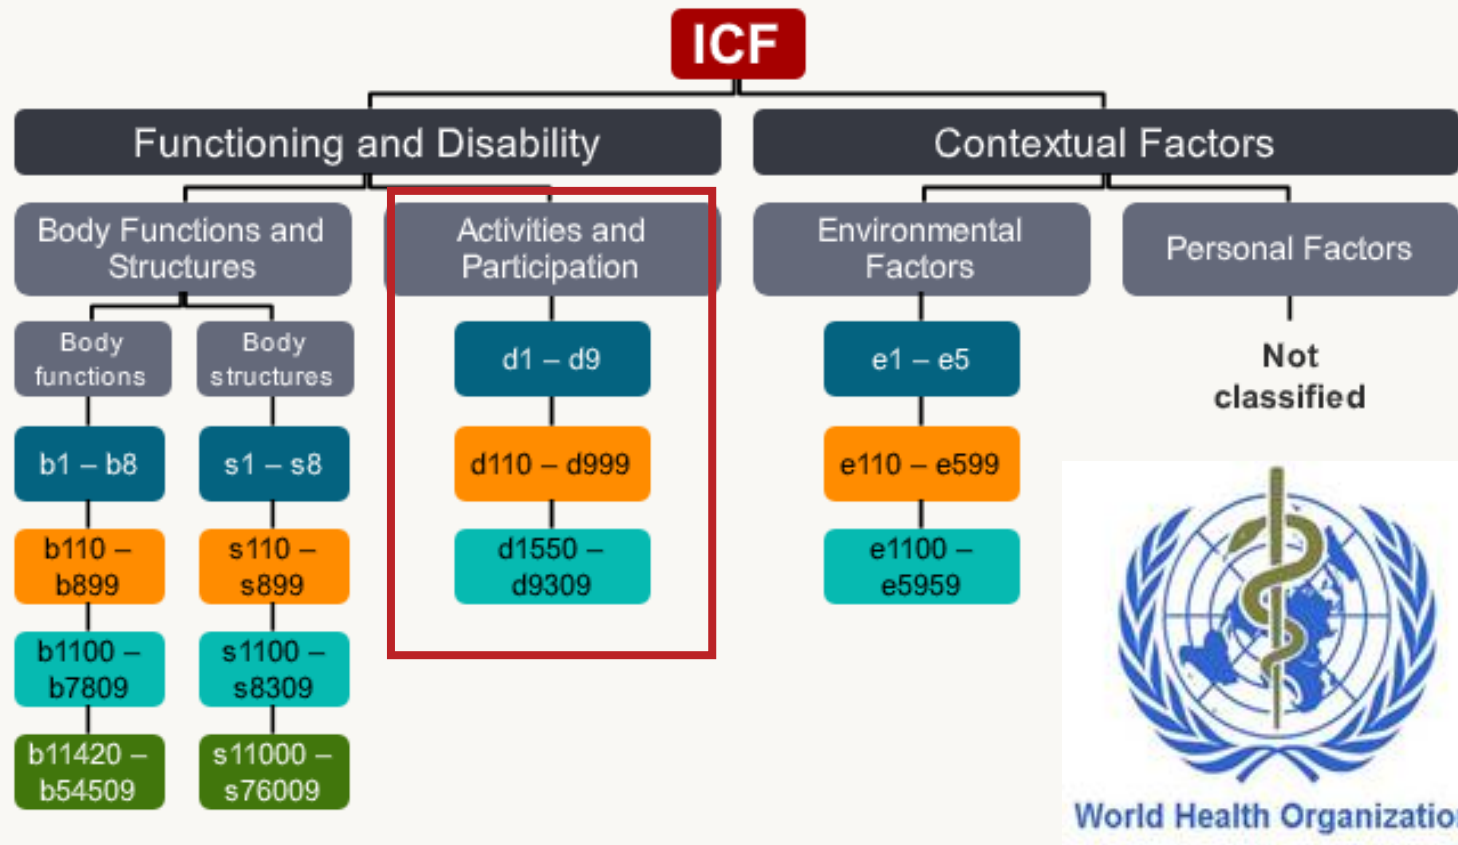 ICF
Functioning and Disability
Contextual Factors
Body Functions and
Structures
Activities and
Participation
Environmental
Factors
Personal Factors
Body
functions
Body
structures
d1 – d9
e1 – e5
Not
classified
b1 – b8
s1 – s8
d110 – d999
e110 – e599
b110 –
b899
s110 –
s899
d1550 –
d9309
e1100 –
e5959
b1100 –
b7809
s1100 –
s8309
b11420 –
b54509
s11000 –
s76009
World Health Organizatio